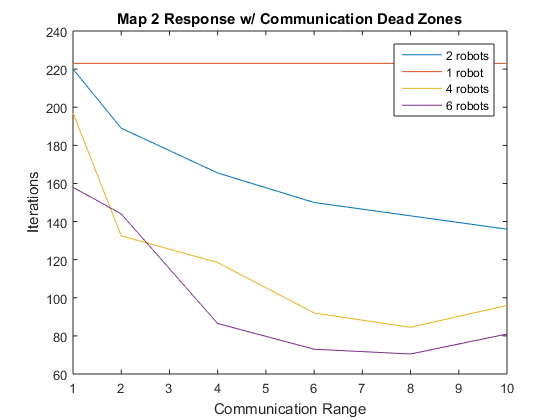 Map 2 Response w/ Communication Dead Zones
240
220
200
180
160
140
120
100
80
60
Iterations
2 robots
1 robot
4 robots
6 robots
1 2 3 4 5 6 7 8 9 10
Communication Range